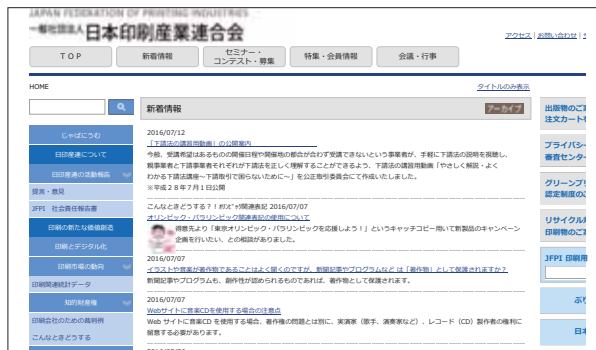 JAPAN FEDERATION OF PRINTING INDUSTRIES
一般社団法人日本印刷産業連合会
アクセス | お問い合わせ |
TOP
新着情報
セミナー・
コンテスト・募集
特集・会員情報
会議・行事
タイトルのみ表示
HOME
新着情報
アーカイブ
じゃぱにつう
日印産連について
日印産連の活動報告
提言・意見
JFPI 社会責任報告書
印刷の新たな価値創造
印刷とデジタル化
印刷市場の動向
印刷関連統計データ
知的財産権
印刷会社のための裁判例
こんなときどうする
2016/07/12
「下請法の講習用動画」の公開案内
今般、受講希望はあるものの開催日程や開催地の都合が合わず受講できないという事業者が、手軽に下請法の説明を視聴し、
親事業者と下請事業者それぞれが下請法を正しく理解することができるよう、下請法の講習用動画「やさしく解説・よく
わかる下請法講座～下請取引で困らないために～」を公正取引委員会にて作成いたしました。
※平成２８年７月１日公開
こんなときどうする？！ｵﾘﾝﾋﾟｯｸ関連表記 2016/07/07
オリンピック・パラリンピック関連表記の使用について
得意先より「東京オリンピック・パラリンピックを応援しよう！」というキャッチコピー用いて新製品のキャンペーン
企画を行いたい、との相談がありました。
2016/07/07
イラストや音楽が著作物であることはよく聞くのですが、新聞記事やプログラムなど は「著作物」として保護されますか？
新聞記事やプログラムも、創作性が認められるものであれば、著作物として保護されます。
2016/07/07
Webサイトに音楽CDを使用する場合の注意点
Web サイトに音楽CD を使用する場合、著作権の問題とは別に、実演家（歌手、演奏家など）、レコード（CD）製作者の権利に
留意する必要があります。
出版物のご
注文カートを
プライバシー
審査センター
グリーンプリ
認定制度の
リサイクル
印刷物のご
JFPI 印刷用
ぷり
日本